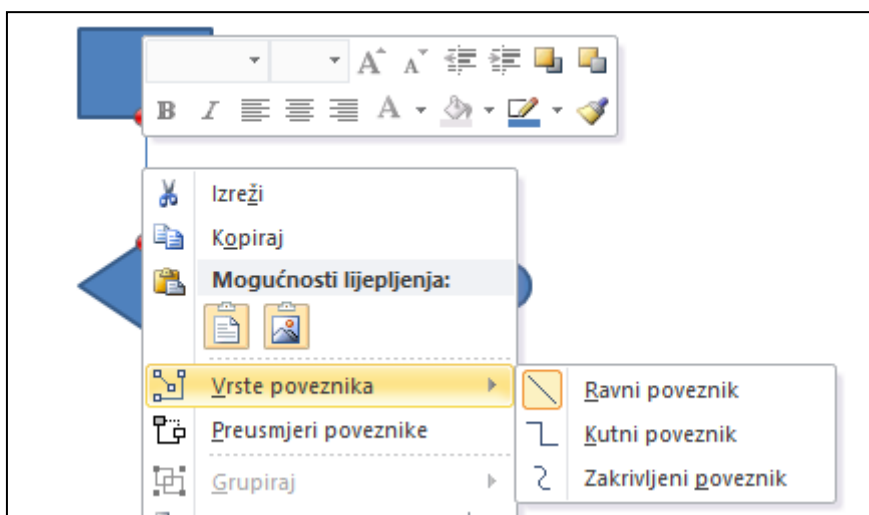 A A
B I A
Izreži
Kopiraj
Mogućnosti lijepljenja:
Vrste poveznika
Ravni poveznik
Preusmjeri poveznike
Kutni poveznik
Grupiraj
Zakrivljeni poveznik